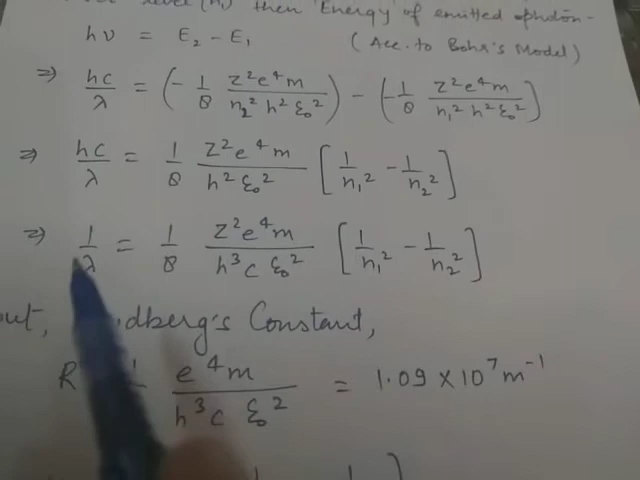 level (n₁) then Energy of emitted photon -
hν = E₂ - E₁ (Acc. to Bohr's Model)
⇒ hc/λ = (-1/8 Z²e⁴m/n₂²h²ε₀²) - (-1/8 Z²e⁴m/n₁²h²ε₀²)
⇒ hc/λ = 1/8 Z²e⁴m/h²ε₀² [1/n₁² - 1/n₂²]
⇒ 1/λ = 1/8 Z²e⁴m/h³cε₀² [1/n₁² - 1/n₂²]
Constant,
R e⁴m/h³cε₀² = 1.09 × 10⁷ m⁻¹